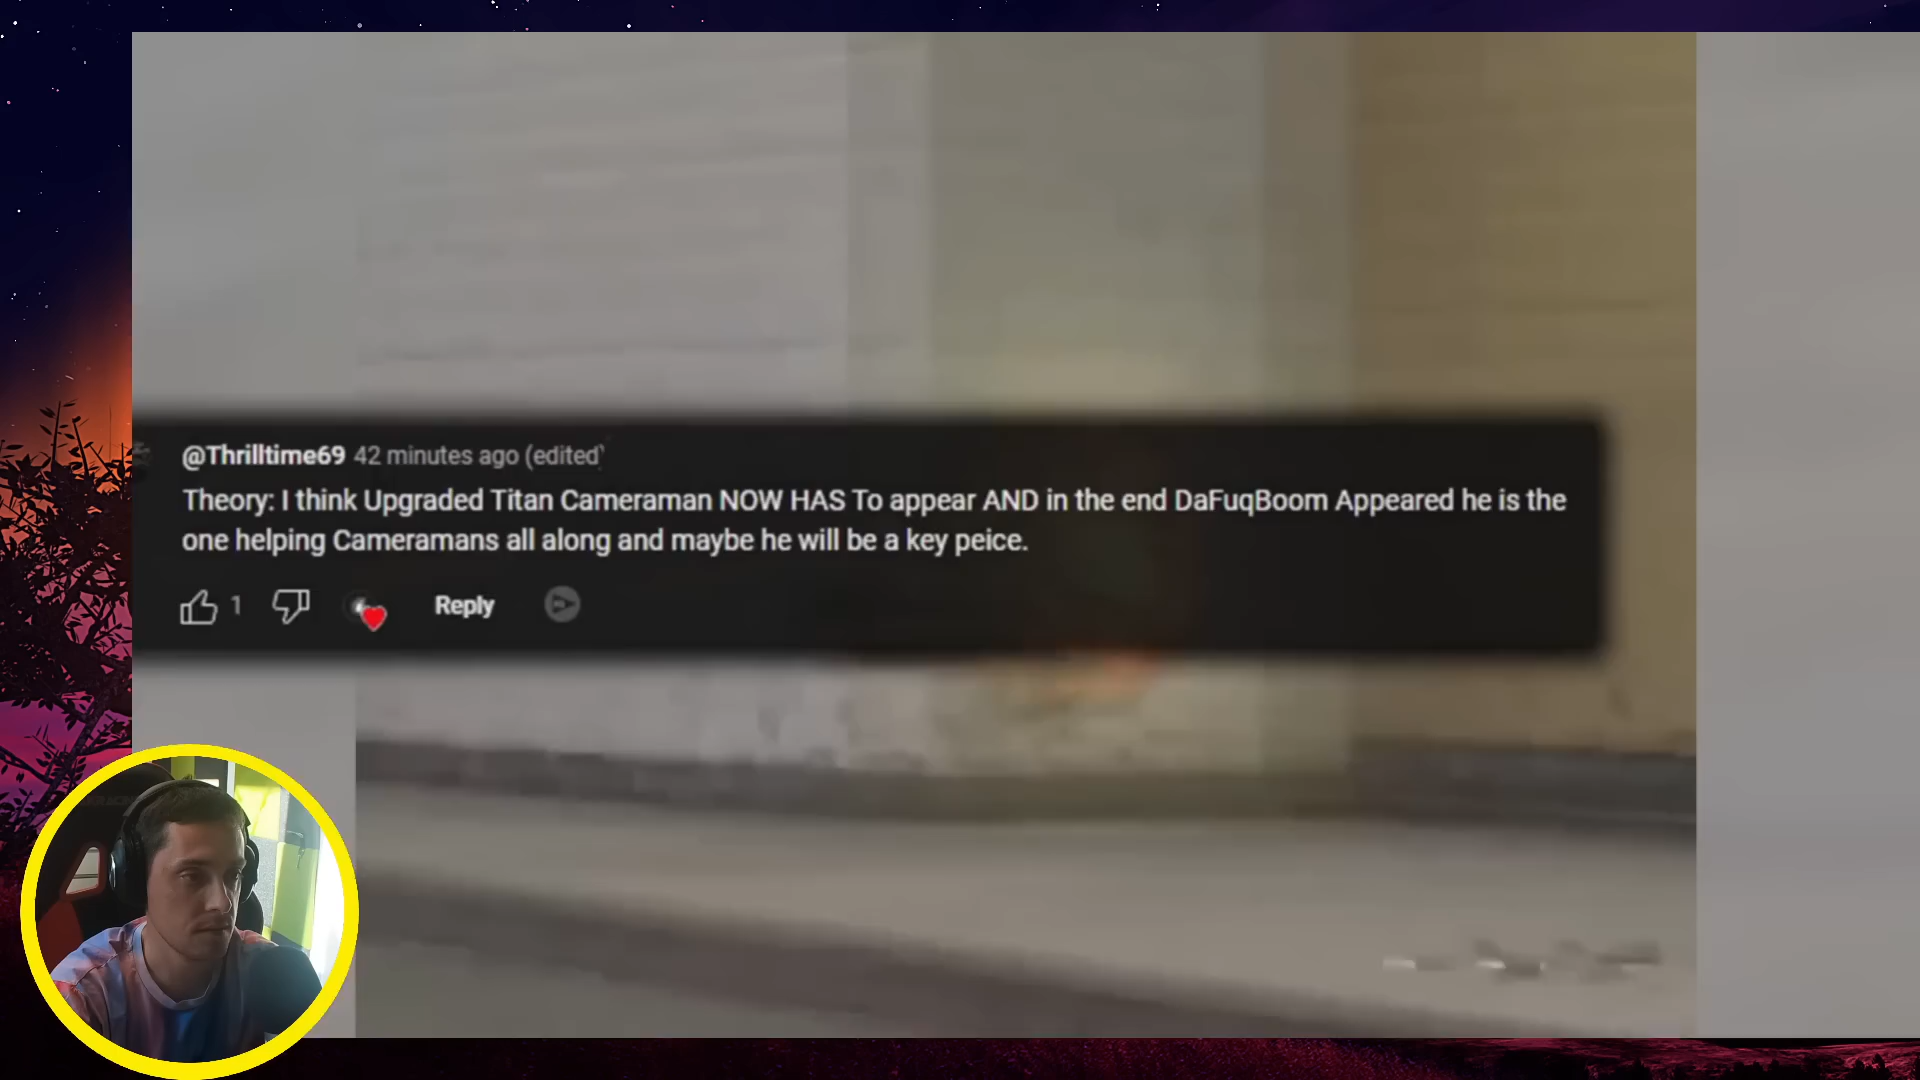 @Thrilltime69 42 minutes ago (edited)
Theory: I think Upgraded Titan Cameraman NOW HAS To appear AND in the end DaFuqBoom Appeared he is the
one helping Cameramans all along and maybe he will be a key peice.
1 Reply